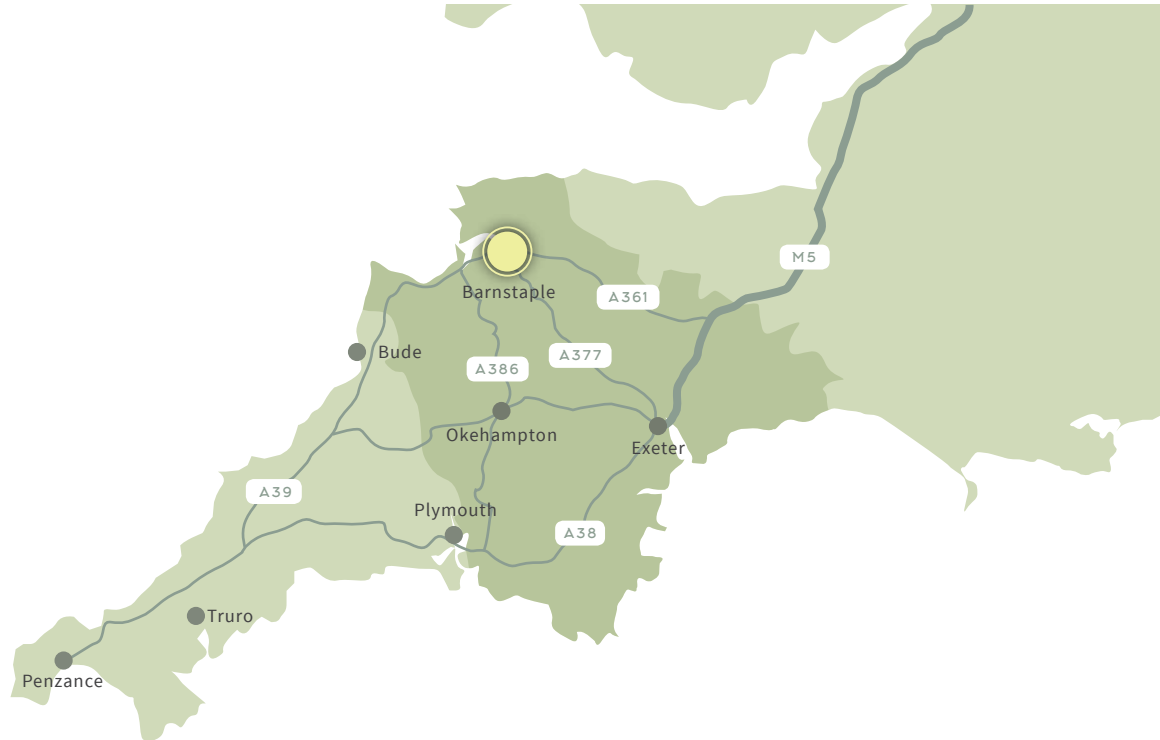 M5
Barnstaple
A361
Bude
A377
A386
Okehampton
Exeter
A39
Plymouth
A38
Truro
Penzance